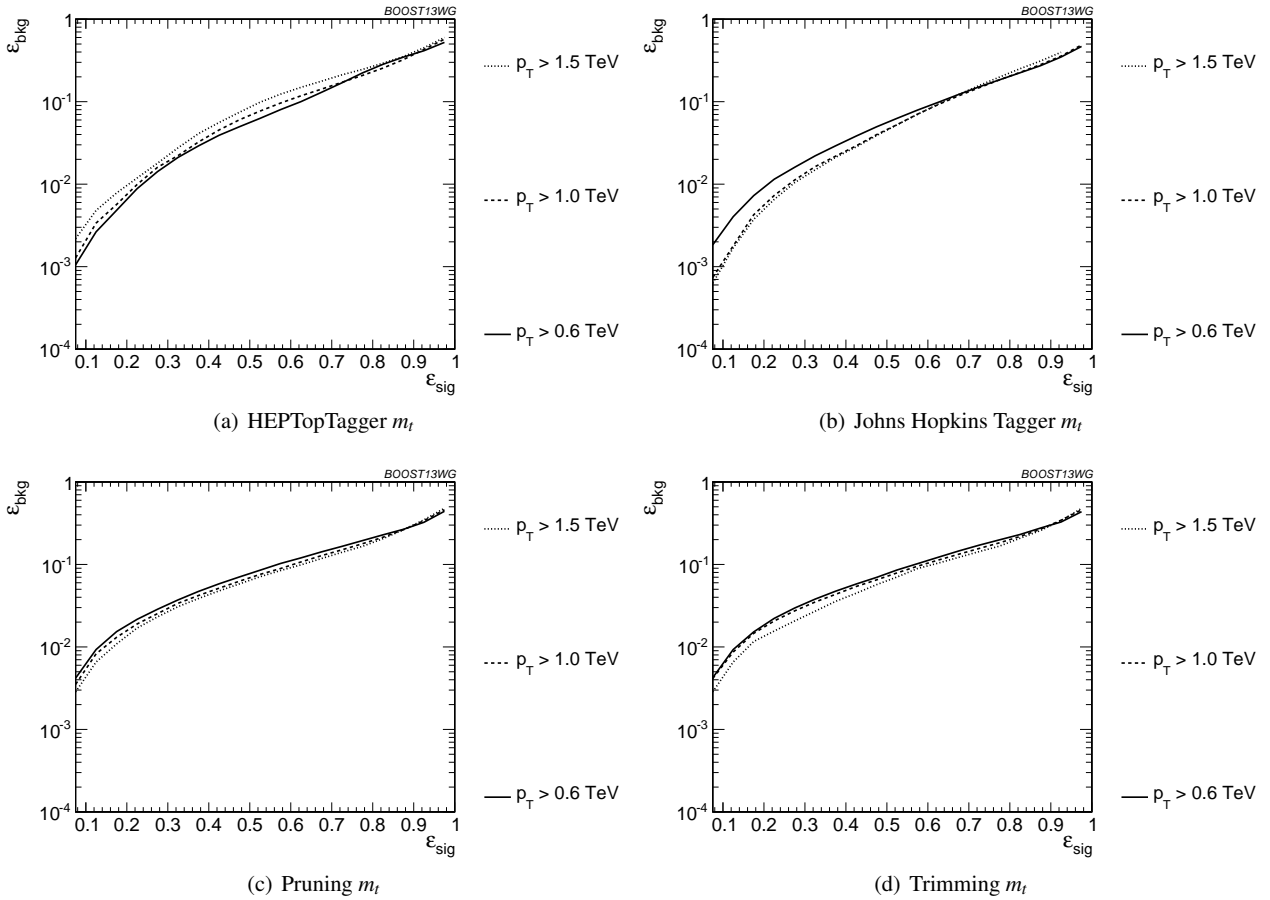 BOOST13WG
ε_bkg
1
10^-1
10^-2
10^-3
10^-4
0.1 0.2 0.3 0.4 0.5 0.6 0.7 0.8 0.9 1
ε_sig
p_T > 1.5 TeV
p_T > 1.0 TeV
p_T > 0.6 TeV
(a) HEPTopTagger m_t
BOOST13WG
ε_bkg
1
10^-1
10^-2
10^-3
10^-4
0.1 0.2 0.3 0.4 0.5 0.6 0.7 0.8 0.9 1
ε_sig
p_T > 1.5 TeV
p_T > 1.0 TeV
p_T > 0.6 TeV
(b) Johns Hopkins Tagger m_t
BOOST13WG
ε_bkg
1
10^-1
10^-2
10^-3
10^-4
0.1 0.2 0.3 0.4 0.5 0.6 0.7 0.8 0.9 1
ε_sig
p_T > 1.5 TeV
p_T > 1.0 TeV
p_T > 0.6 TeV
(c) Pruning m_t
BOOST13WG
ε_bkg
1
10^-1
10^-2
10^-3
10^-4
0.1 0.2 0.3 0.4 0.5 0.6 0.7 0.8 0.9 1
ε_sig
p_T > 1.5 TeV
p_T > 1.0 TeV
p_T > 0.6 TeV
(d) Trimming m_t